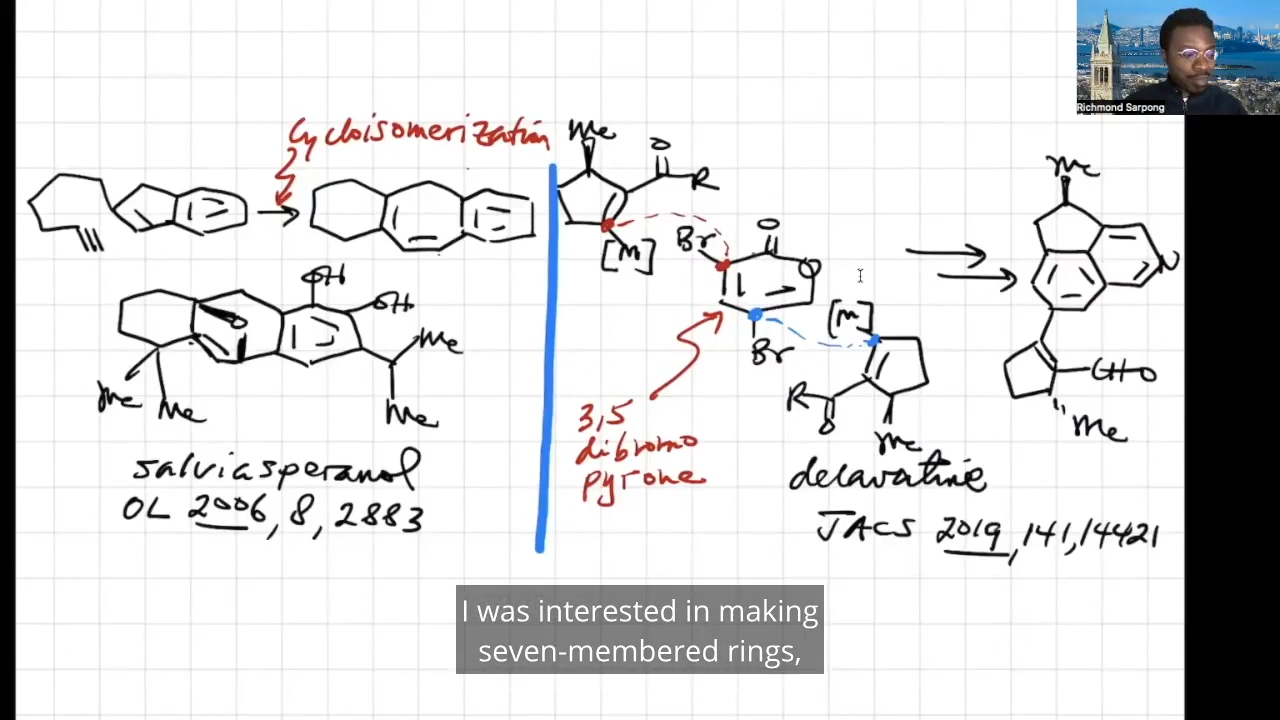 Richmond Sarpong
Cycloisomerization
Me
O
R
[M]
Br
O
O
Br
[M]
R
O
Me
Me
N
CHO
Me
OH
OH
Me
Me
Me
Me
3,5
dibromo
pyrone
salviasperanol
OL 2006, 8, 2883
delavatine
JACS 2019, 141, 14421
I was interested in making
seven-membered rings,